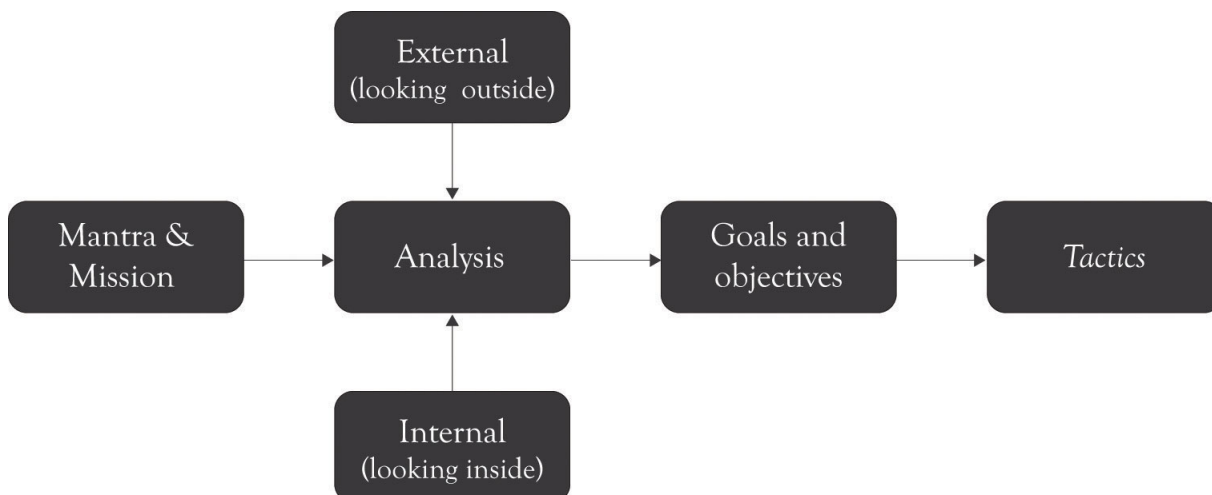 External
(looking outside)
Mantra &
Mission
Analysis
Goals and
objectives
Tactics
Internal
(looking inside)